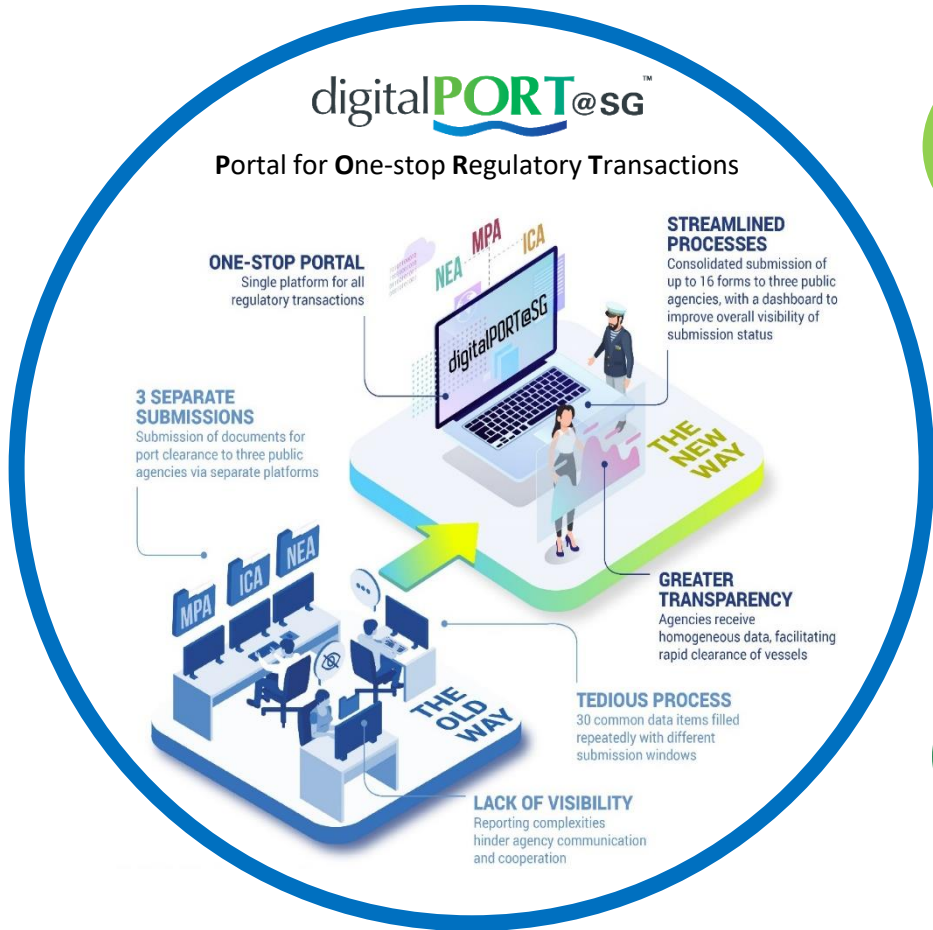 digitalPORT@SG™
Portal for One-stop Regulatory Transactions
ONE-STOP PORTAL
Single platform for all
regulatory transactions
NEA
MPA
ICA
digitalPORT@SG
STREAMLINED
PROCESSES
Consolidated submission of
up to 16 forms to three public
agencies, with a dashboard to
improve overall visibility of
submission status
THE
NEW
WAY
3 SEPARATE
SUBMISSIONS
Submission of documents for
port clearance to three public
agencies via separate platforms
MPA
ICA
NEA
THE
OLD
WAY
GREATER
TRANSPARENCY
Agencies receive
homogeneous data, facilitating
rapid clearance of vessels
TEDIOUS PROCESS
30 common data items filled
repeatedly with different
submission windows
LACK OF VISIBILITY
Reporting complexities
hinder agency communication
and cooperation